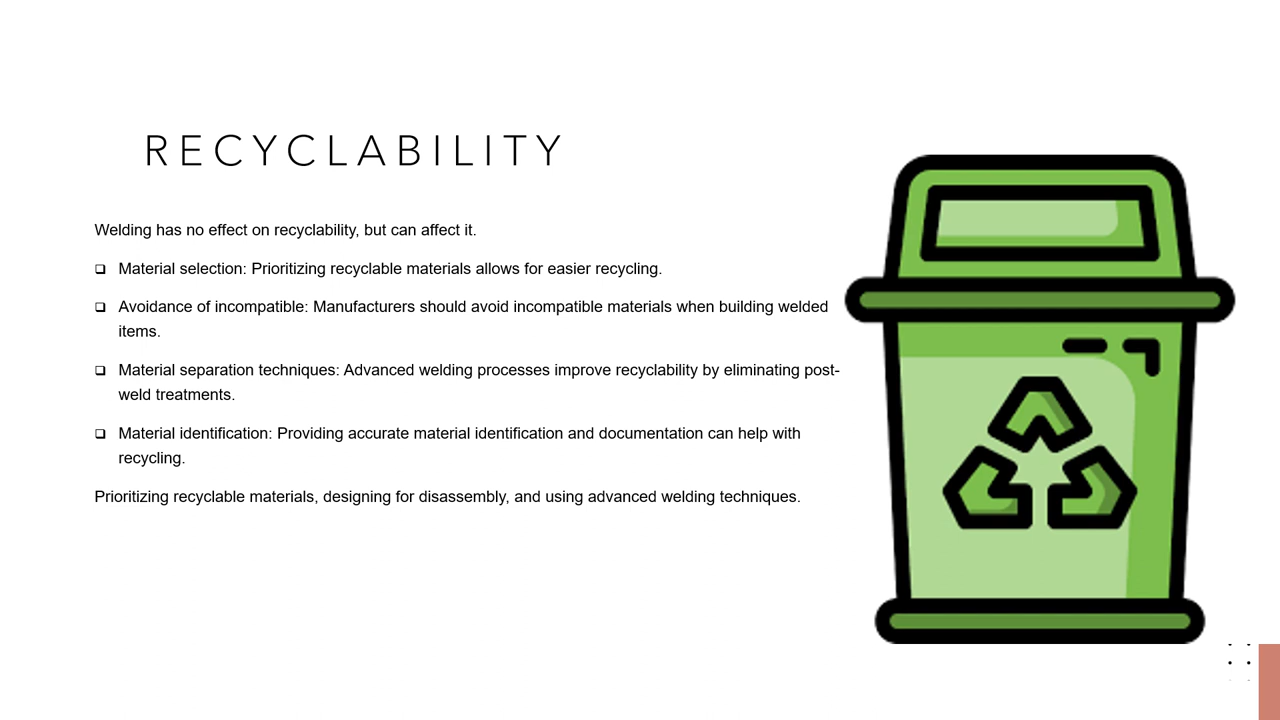 RECYCLABILITY
Welding has no effect on recyclability, but can affect it.
❑ Material selection: Prioritizing recyclable materials allows for easier recycling.
❑ Avoidance of incompatible: Manufacturers should avoid incompatible materials when building welded
items.
❑ Material separation techniques: Advanced welding processes improve recyclability by eliminating post-
weld treatments.
❑ Material identification: Providing accurate material identification and documentation can help with
recycling.
Prioritizing recyclable materials, designing for disassembly, and using advanced welding techniques.